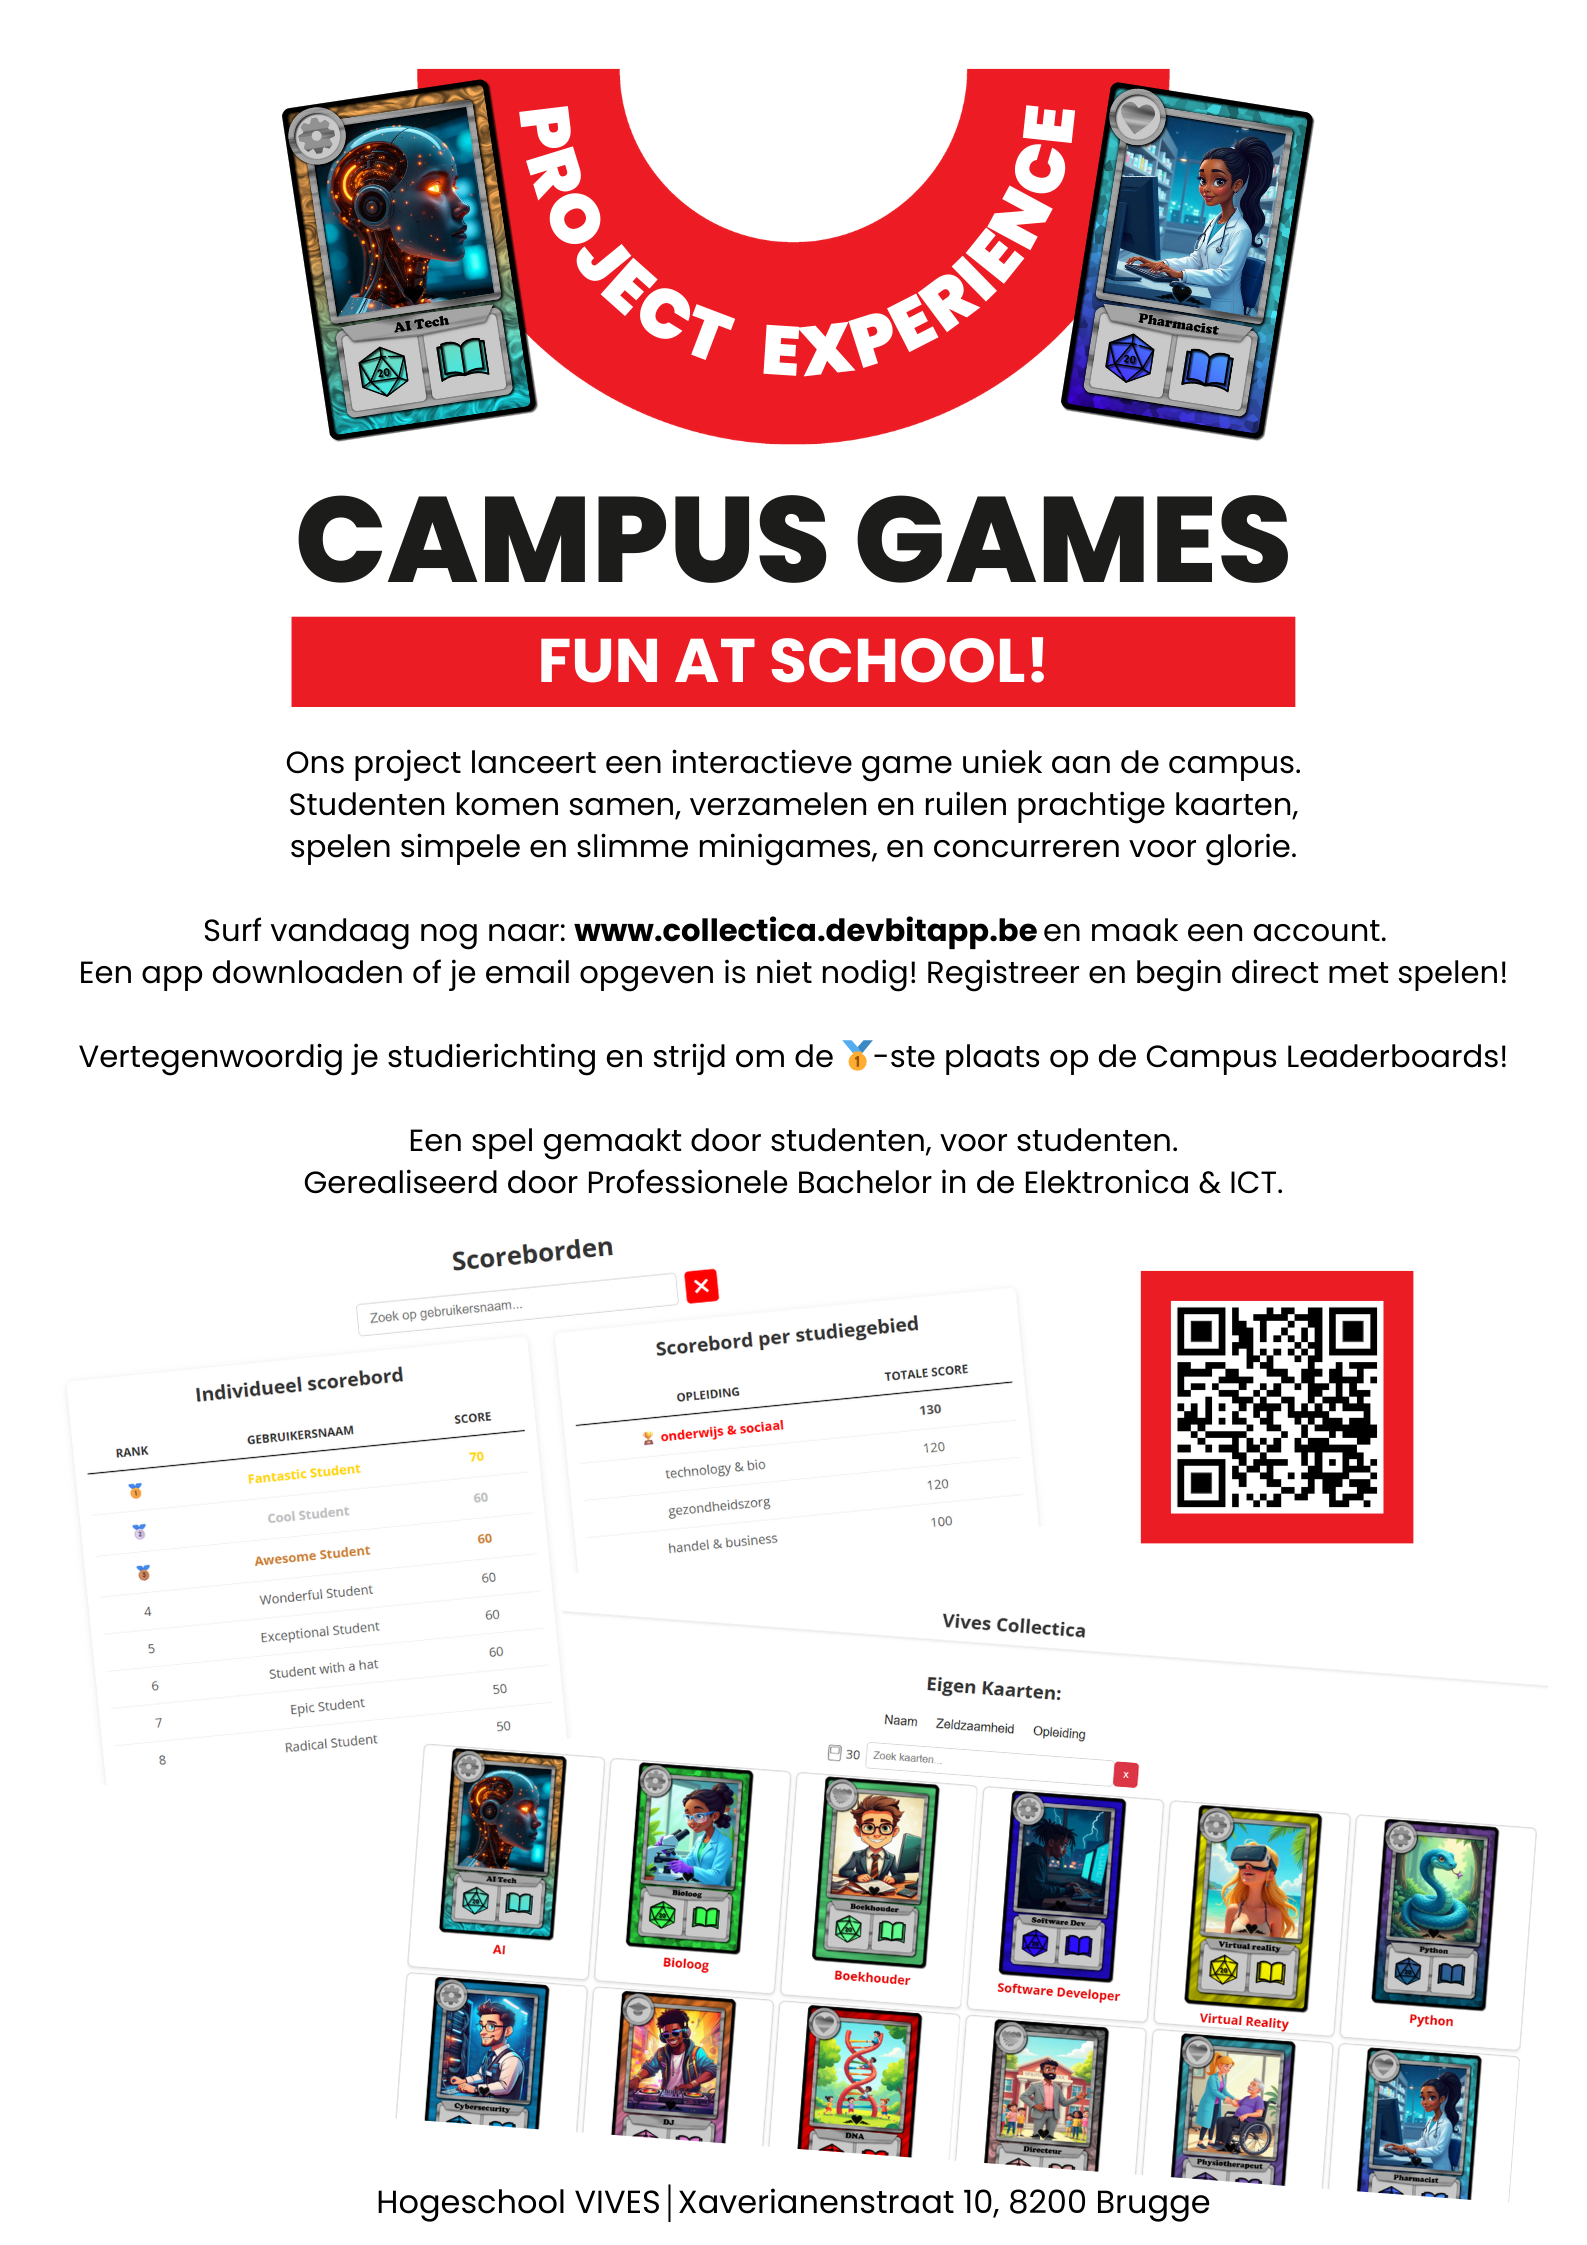 PROJECT EXPERIENCE
AI Tech
20
Pharmacist
20
CAMPUS GAMES
FUN AT SCHOOL!
Ons project lanceert een interactieve game uniek aan de campus.
Studenten komen samen, verzamelen en ruilen prachtige kaarten,
spelen simpele en slimme minigames, en concurreren voor glorie.
Surf vandaag nog naar: www.collectica.devbitapp.be en maak een account.
Een app downloaden of je email opgeven is niet nodig! Registreer en begin direct met spelen!
Vertegenwoordig je studierichting en strijd om de 🥇-ste plaats op de Campus Leaderboards!
Een spel gemaakt door studenten, voor studenten.
Gerealiseerd door Professionele Bachelor in de Elektronica & ICT.
Scoreborden
Zoek op gebruikersnaam...
Individueel scorebord
RANK GEBRUIKERSNAAM SCORE
🥇 Fantastic Student 70
🥈 Cool Student 60
🥉 Awesome Student 60
4 Wonderful Student 60
5 Exceptional Student 60
6 Student with a hat 60
7 Epic Student 50
8 Radical Student 50
Scorebord per studiegebied
OPLEIDING TOTALE SCORE
🏆 onderwijs & sociaal 130
technology & bio 120
gezondheidszorg 120
handel & business 100
Vives Collectica
Eigen Kaarten:
Naam Zeldzaamheid Opleiding
30 Zoek kaarten... x
AI Tech
20
AI
Bioloog
20
Bioloog
Boekhouder
20
Boekhouder
Software Dev
20
Software Developer
Virtual reality
20
Virtual Reality
Python
20
Python
Cybersecurity
DJ
DNA
Directeur
Physiotherapeut
Pharmacist
Hogeschool VIVES|Xaverianenstraat 10, 8200 Brugge